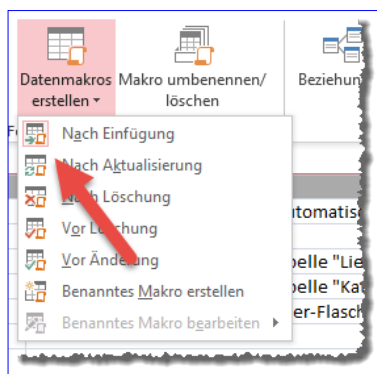 Datenmakros
erstellen
Makro umbenennen/
löschen
Beziehun
Nach Einfügung
Nach Aktualisierung
Nach Löschung
Vor Löschung
Vor Änderung
Benanntes Makro erstellen
Benanntes Makro bearbeiten
utomatisc
belle "Lie
belle "Kat
er-Flasch